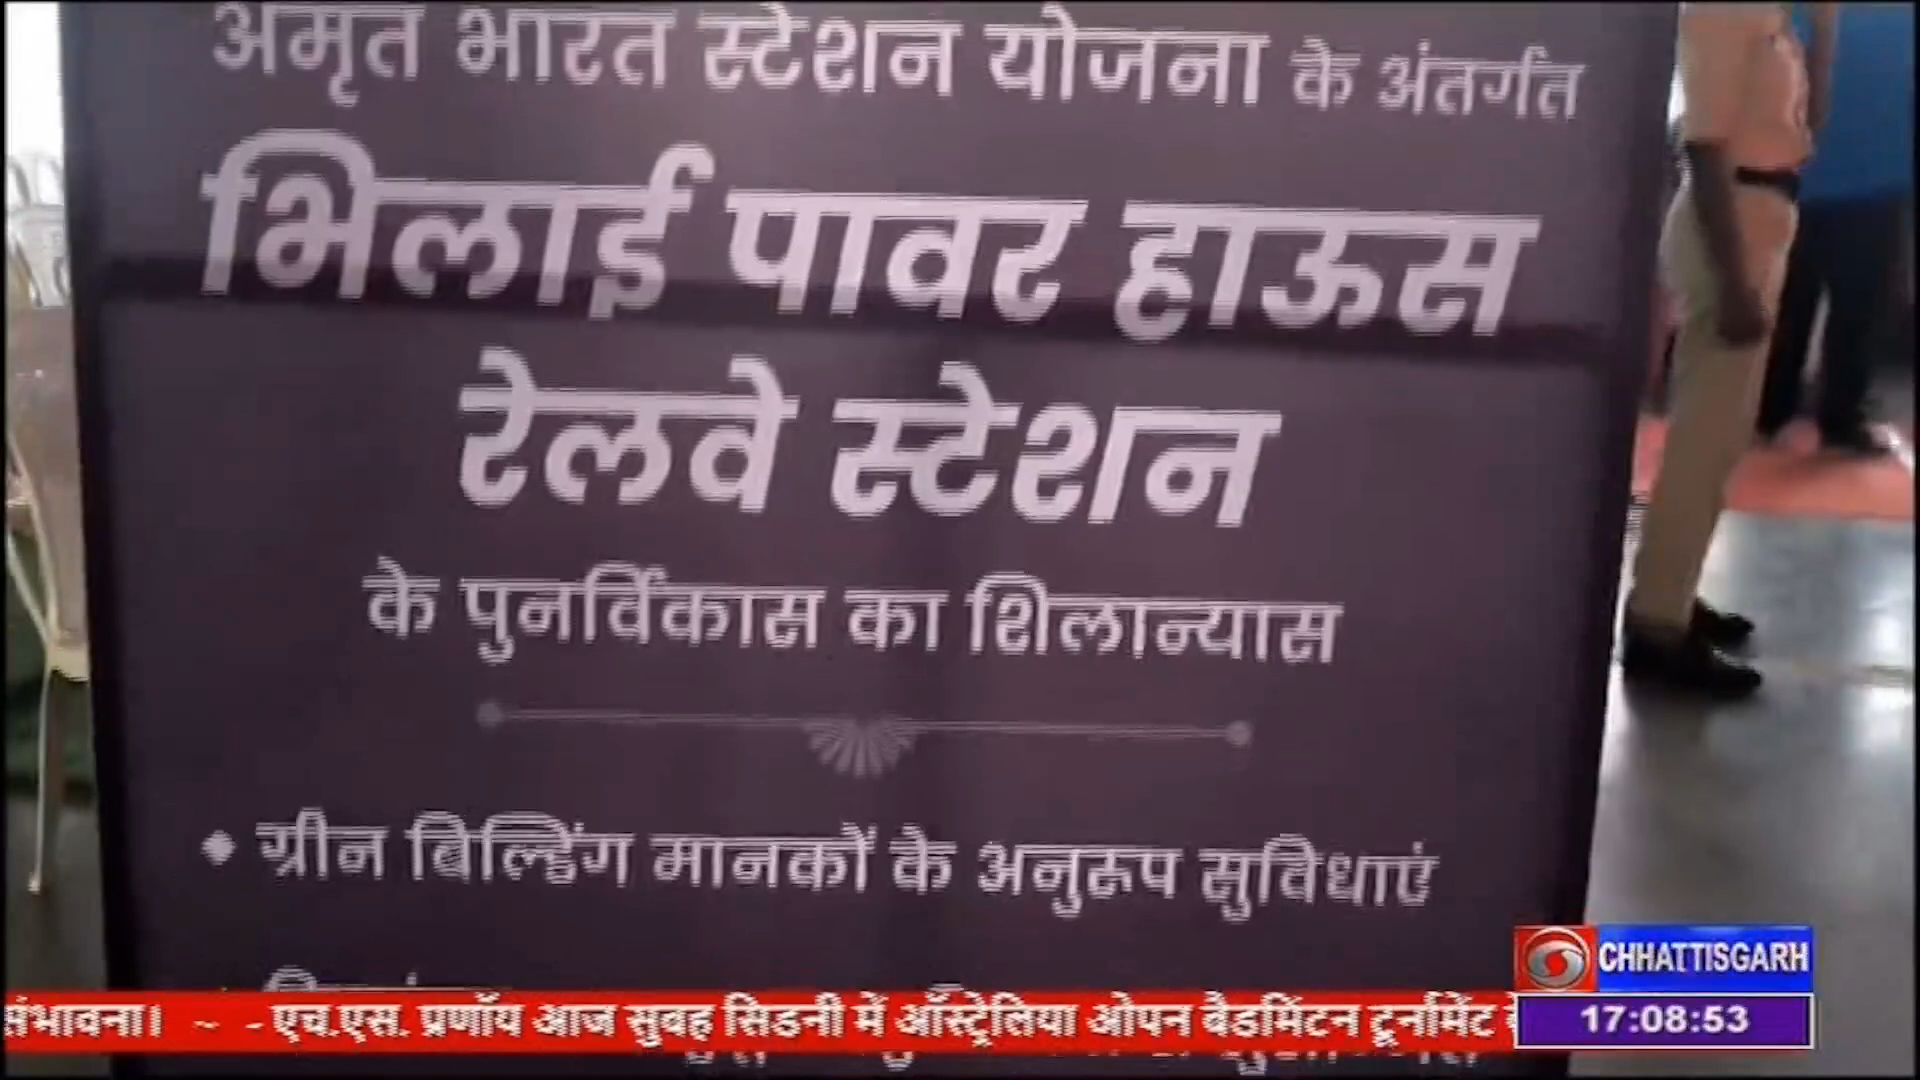 अमृत भारत स्टेशन योजना के अंतर्गत
भिलाई पावर हाऊस
रेलवे स्टेशन
के पुनर्विकास का शिलान्यास
• ग्रीन बिल्डिंग मानकों के अनुरूप सुविधाएं
CHHATTISGARH
संभावना। ~ - एच.एस. प्रणॉय आज सुबह सिडनी में ऑस्ट्रेलिया ओपन बैडमिंटन टूर्नामेंट
17:08:53